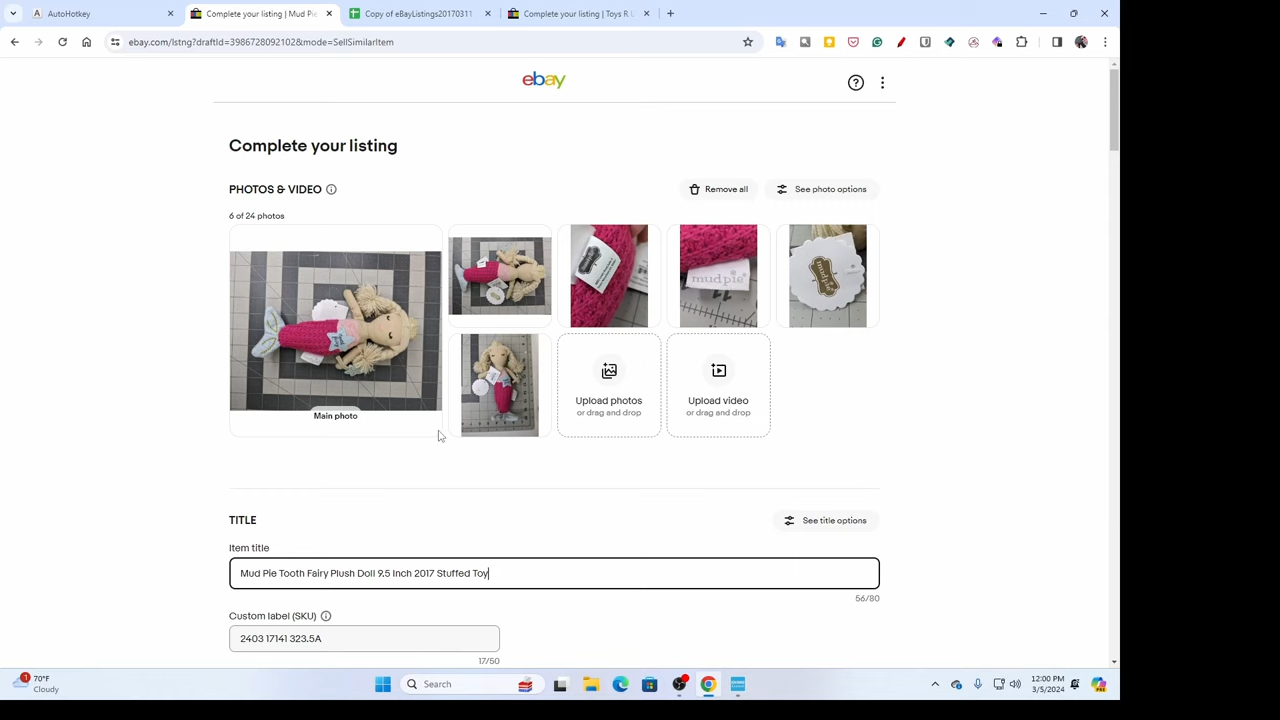 AutoHotkey
Complete your listing | Mud Pie
Copy of eBayListings20170311
Complete your listing | Toys R U
ebay.com/lstng?draftId=3986728092102&mode=SellSimilarItem
ebay
Complete your listing
PHOTOS & VIDEO
Remove all
See photo options
6 of 24 photos
mudpie
mudpie
Main photo
Upload photos
or drag and drop
Upload video
or drag and drop
TITLE
See title options
Item title
Mud Pie Tooth Fairy Plush Doll 9.5 Inch 2017 Stuffed Toy
56/80
Custom label (SKU)
2403 17141 323.5A
17/50
1
70°F
Cloudy
Search
12:00 PM
3/5/2024